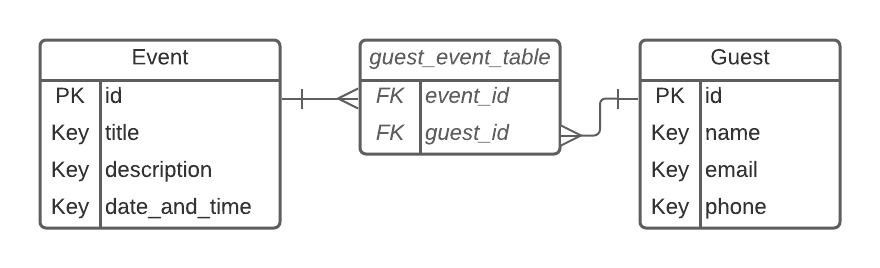 Event
PK id
Key title
Key description
Key date_and_time
guest_event_table
FK event_id
FK guest_id
Guest
PK id
Key name
Key email
Key phone